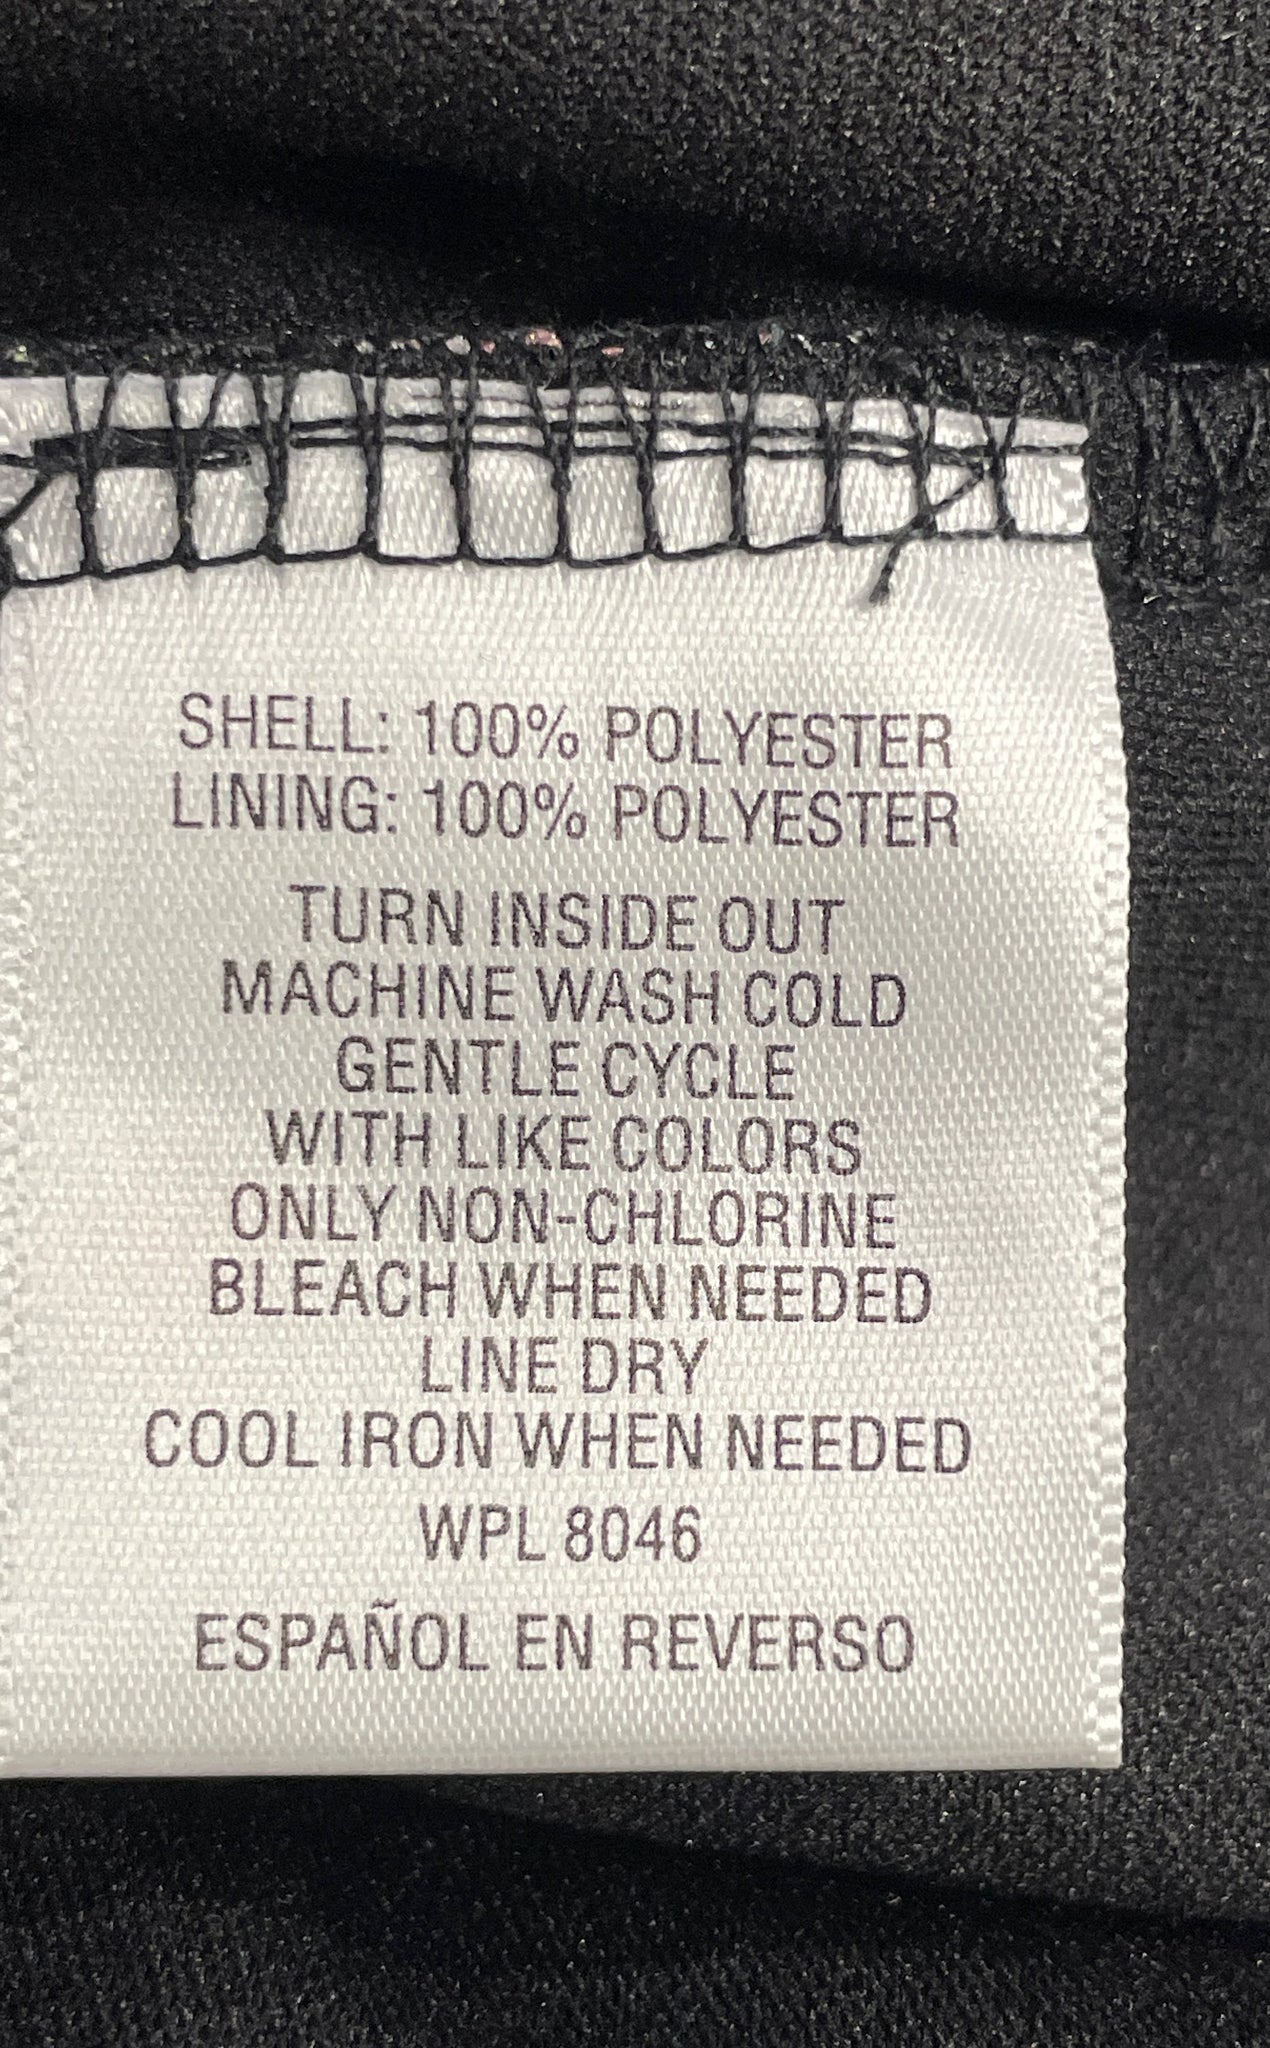 SHELL: 100% POLYESTER
LINING: 100% POLYESTER
TURN INSIDE OUT
MACHINE WASH COLD
GENTLE CYCLE
WITH LIKE COLORS
ONLY NON-CHLORINE
BLEACH WHEN NEEDED
LINE DRY
COOL IRON WHEN NEEDED
WPL 8046
ESPAÑOL EN REVERSO